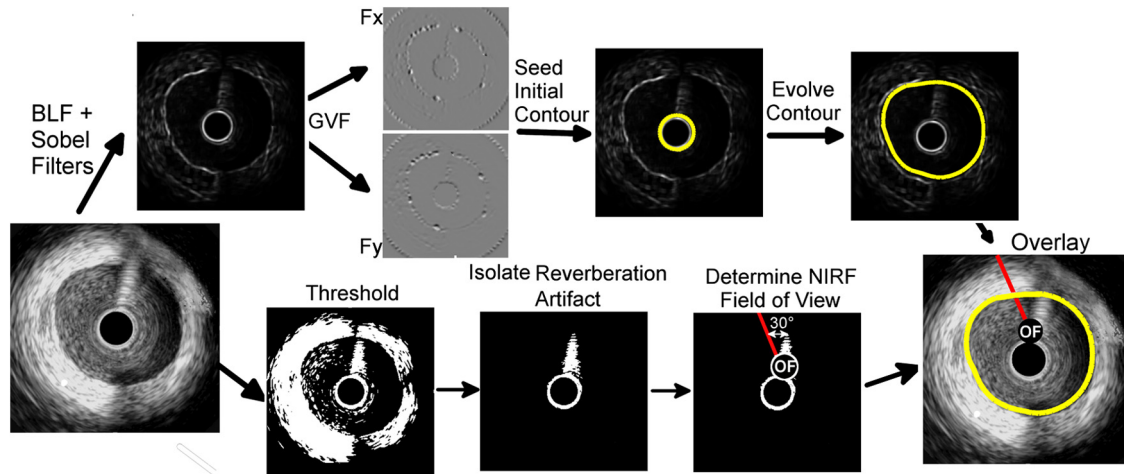 Fx
BLF +
Sobel
Filters
GVF
Seed
Initial
Contour
Evolve
Contour
Fy
Overlay
Threshold
Isolate Reverberation
Artifact
Determine NIRF
Field of View
30°
OF
OF